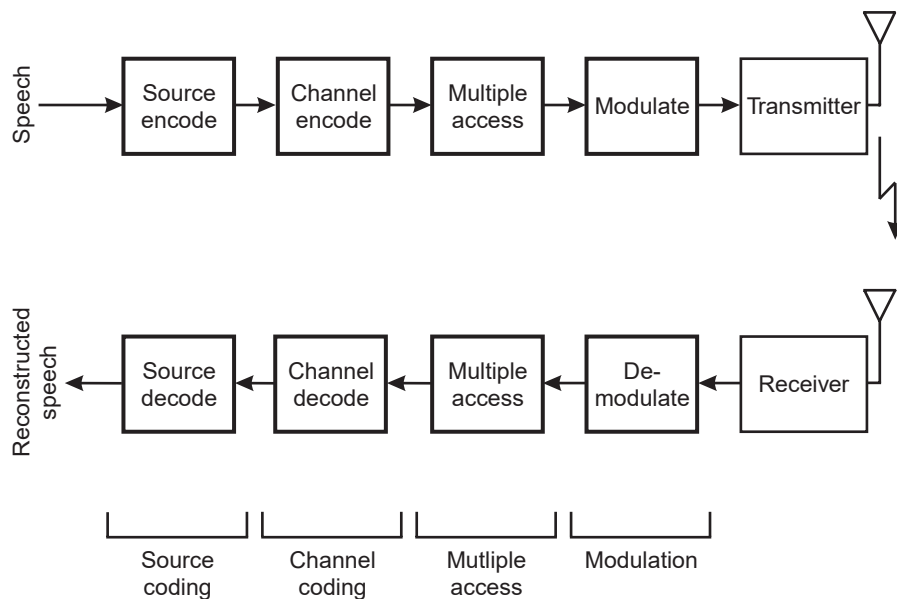 Speech
Source
encode
Channel
encode
Multiple
access
Modulate
Transmitter
Reconstructed
speech
Source
decode
Channel
decode
Multiple
access
De-
modulate
Receiver
Source
coding
Channel
coding
Mutliple
access
Modulation